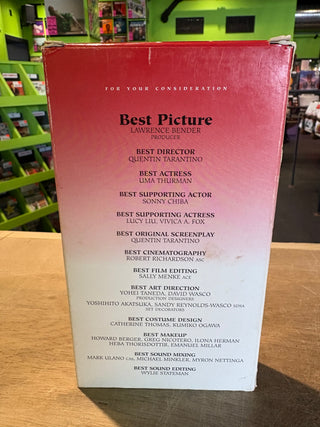 FOR YOUR CONSIDERATION
Best Picture
LAWRENCE BENDER
PRODUCER
BEST DIRECTOR
QUENTIN TARANTINO
BEST ACTRESS
UMA THURMAN
BEST SUPPORTING ACTOR
SONNY CHIBA
BEST SUPPORTING ACTRESS
LUCY LIU, VIVICA A. FOX
BEST ORIGINAL SCREENPLAY
QUENTIN TARANTINO
BEST CINEMATOGRAPHY
ROBERT RICHARDSON ASC
BEST FILM EDITING
SALLY MENKE ACE
BEST ART DIRECTION
YOHEI TANEDA, DAVID WASCO
PRODUCTION DESIGNERS
YOSHIHITO AKATSUKA, SANDY REYNOLDS-WASCO SDSA
SET DECORATORS
BEST COSTUME DESIGN
CATHERINE THOMAS, KUMIKO OGAWA
BEST MAKEUP
HOWARD BERGER, GREG NICOTERO, ILONA HERMAN
HEBA THORISDOTTIR, EMANUEL MILLAR
BEST SOUND MIXING
MARK ULANO CAS, MICHAEL MINKLER, MYRON NETTINGA
BEST SOUND EDITING
WYLIE STATEMAN